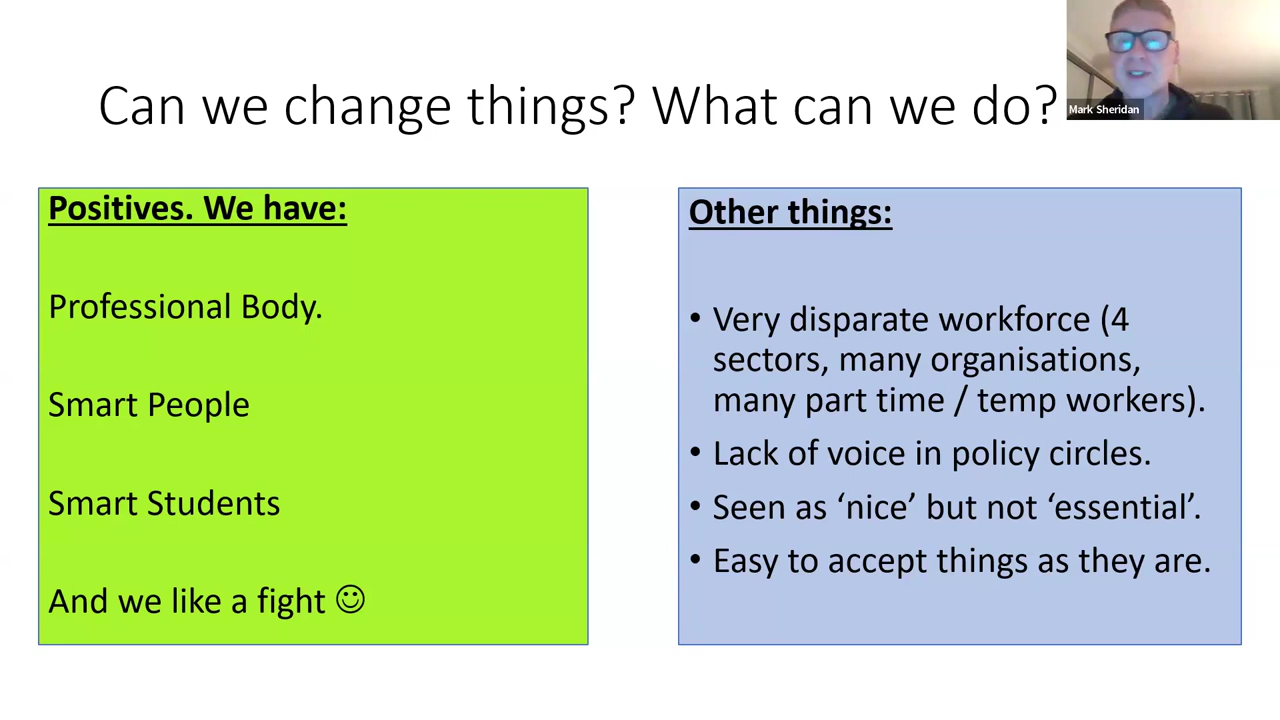 Can we change things? What can we do?
Mark Sheridan
Positives. We have:
Professional Body.
Smart People
Smart Students
And we like a fight ☺
Other things:
• Very disparate workforce (4
sectors, many organisations,
many part time / temp workers).
• Lack of voice in policy circles.
• Seen as ‘nice’ but not ‘essential’.
• Easy to accept things as they are.